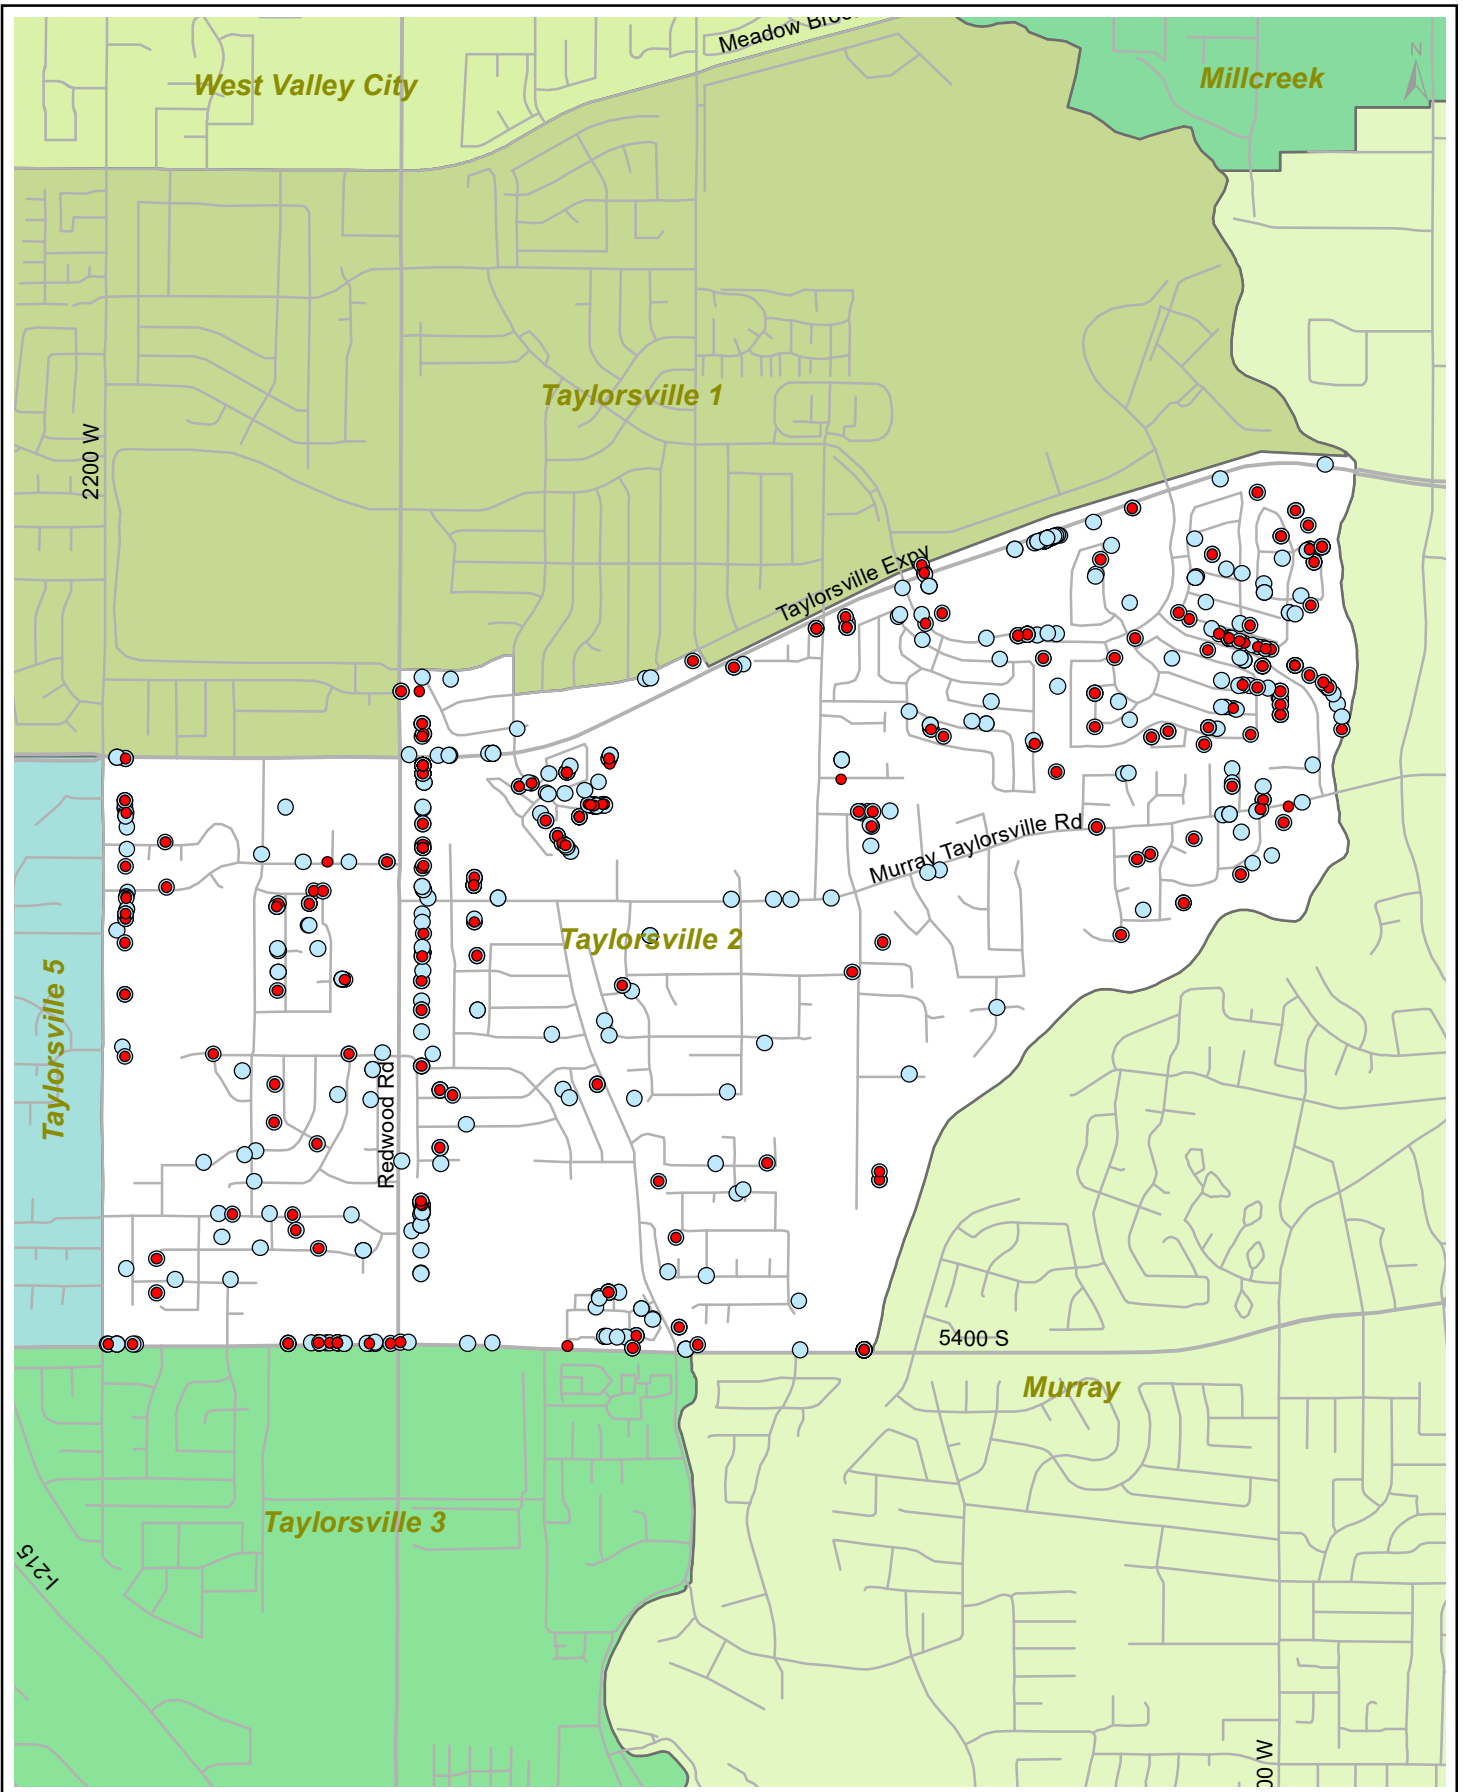 Meadow
West Valley City
Millcreek
N
Taylorsville 1
2200 W
Taylorsville Expy
Murray Taylorsville Rd
Taylorsville 2
Taylorsville 5
Redwood Rd
5400 S
Murray
Taylorsville 3
I-215
W